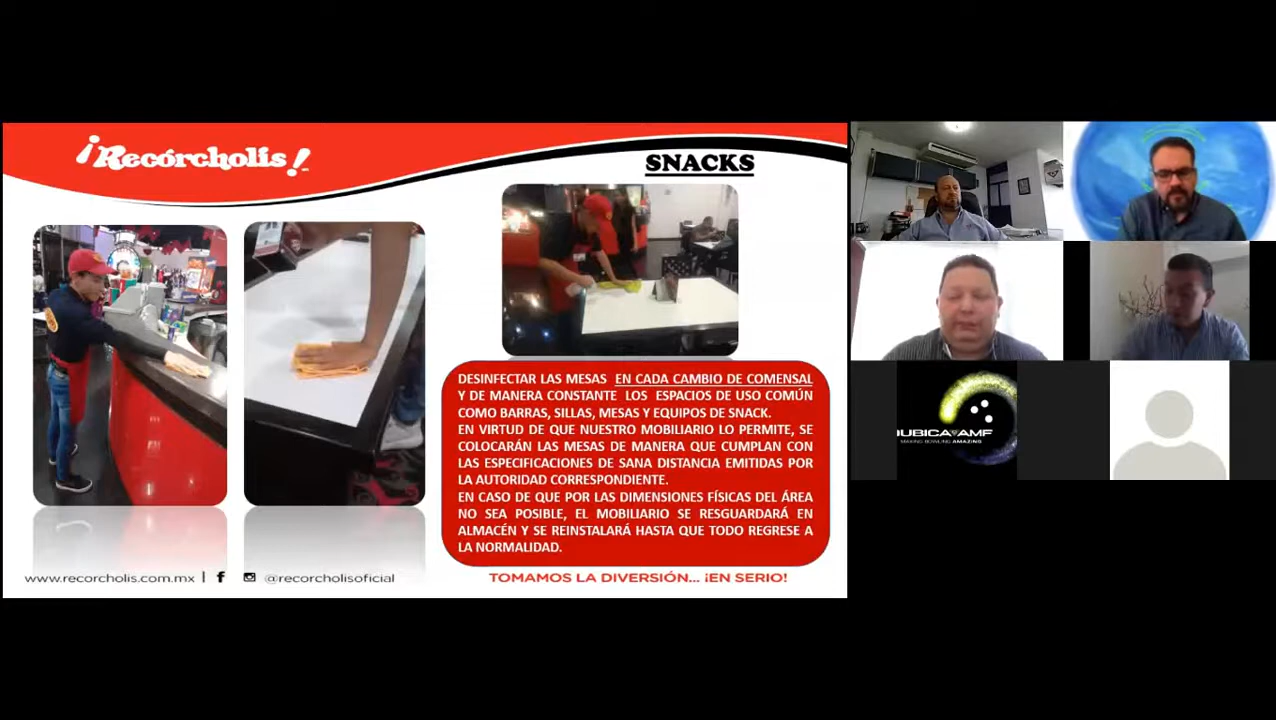 ¡Recórcholis!
SNACKS
DESINFECTAR LAS MESAS EN CADA CAMBIO DE COMENSAL
Y DE MANERA CONSTANTE LOS ESPACIOS DE USO COMÚN
COMO BARRAS, SILLAS, MESAS Y EQUIPOS DE SNACK.
EN VIRTUD DE QUE NUESTRO MOBILIARIO LO PERMITE, SE
COLOCARÁN LAS MESAS DE MANERA QUE CUMPLAN CON
LAS ESPECIFICACIONES DE SANA DISTANCIA EMITIDAS POR
LA AUTORIDAD CORRESPONDIENTE.
EN CASO DE QUE POR LAS DIMENSIONES FÍSICAS DEL ÁREA
NO SEA POSIBLE, EL MOBILIARIO SE RESGUARDARÁ EN
ALMACÉN Y SE REINSTALARÁ HASTA QUE TODO REGRESE A
LA NORMALIDAD.
www.recorcholis.com.mx | f @recorcholisoficial
TOMAMOS LA DIVERSIÓN... ¡EN SERIO!
UBICA AMF
MAKING BOWLING AMAZING